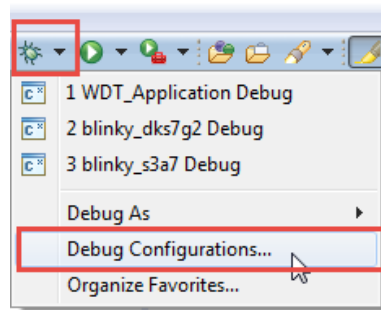 1 WDT_Application Debug
2 blinky_dks7g2 Debug
3 blinky_s3a7 Debug
Debug As
Debug Configurations...
Organize Favorites...